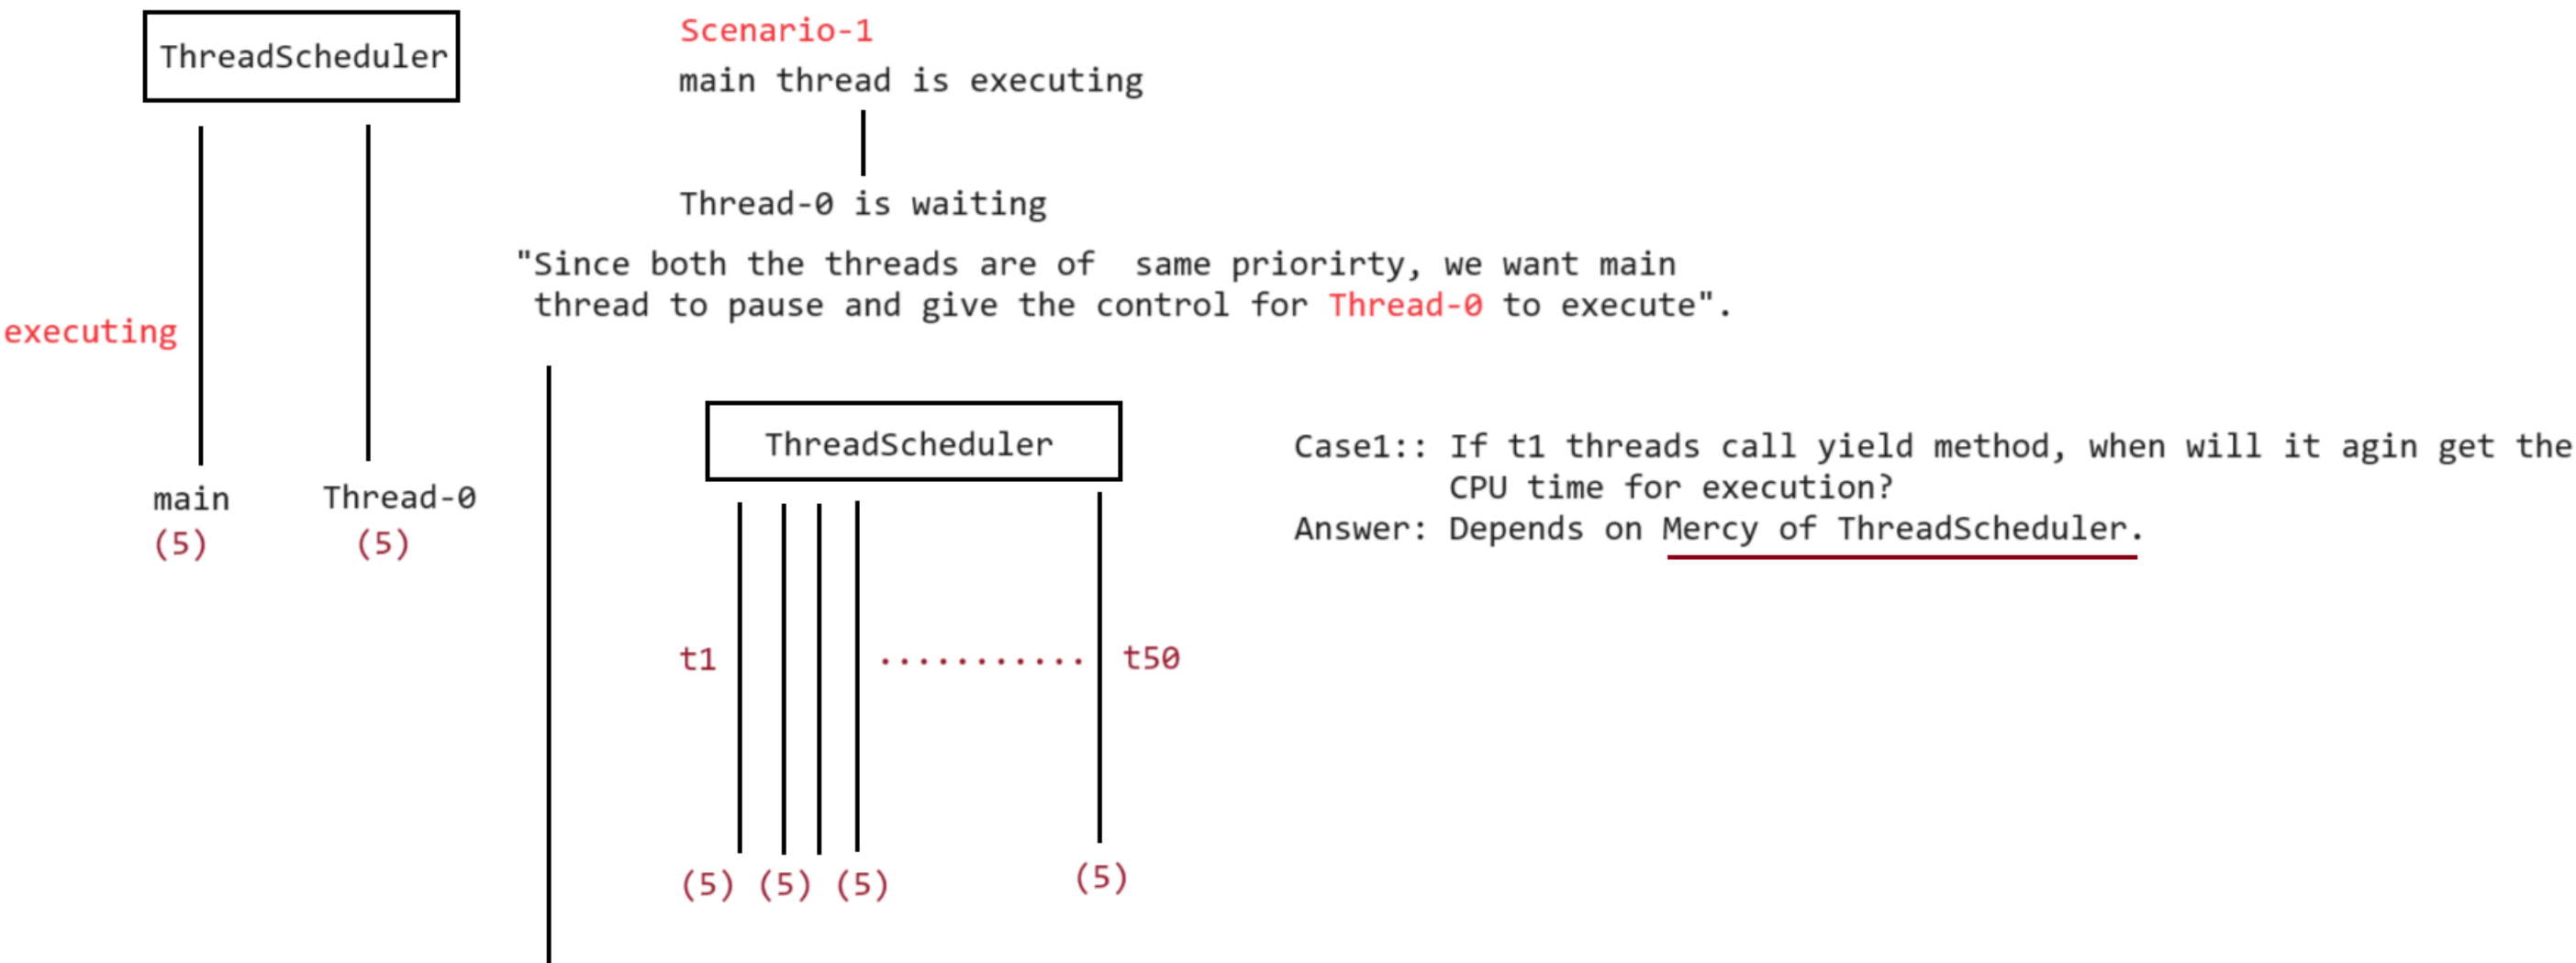 ThreadScheduler
executing
main
Thread-0
(5)
(5)
Scenario-1
main thread is executing
Thread-0 is waiting
"Since both the threads are of  same priorirty, we want main
thread to pause and give the control for Thread-0 to execute".
ThreadScheduler
t1
...........
t50
(5) (5) (5)
(5)
Case1:: If t1 threads call yield method, when will it agin get the
CPU time for execution?
Answer: Depends on Mercy of ThreadScheduler.